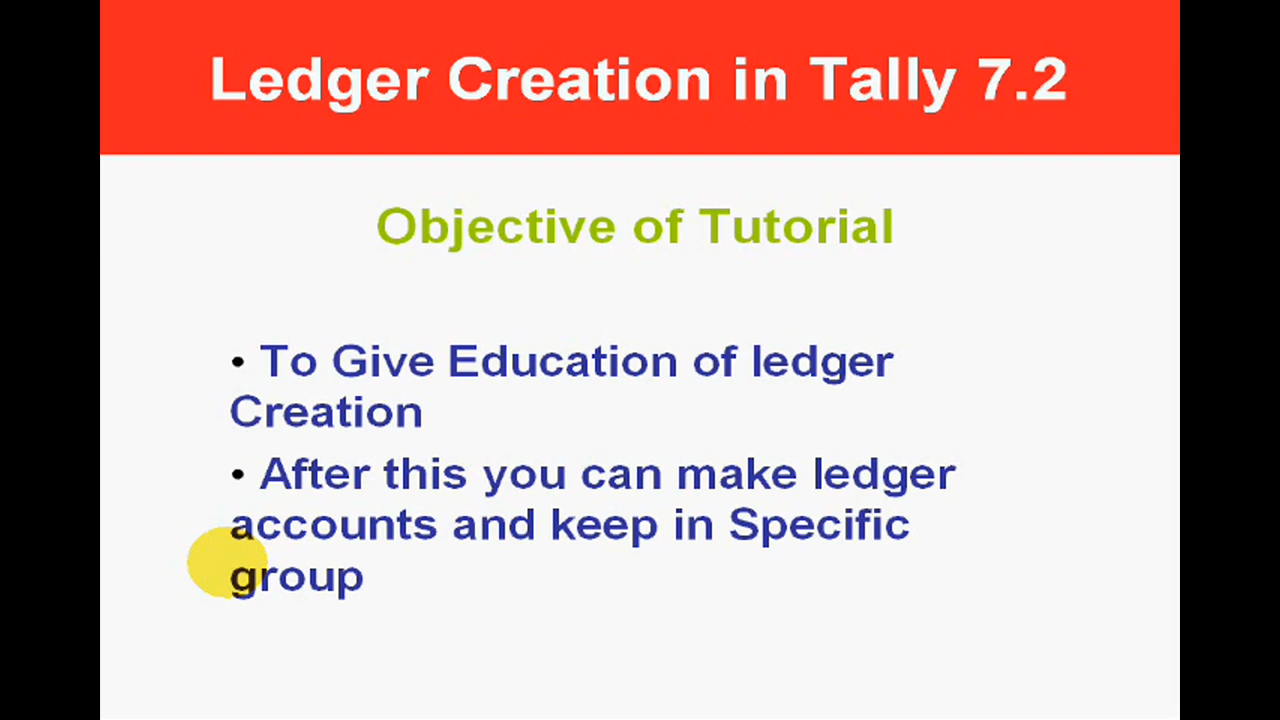 Ledger Creation in Tally 7.2
Objective of Tutorial
• To Give Education of ledger
Creation
• After this you can make ledger
accounts and keep in Specific
group